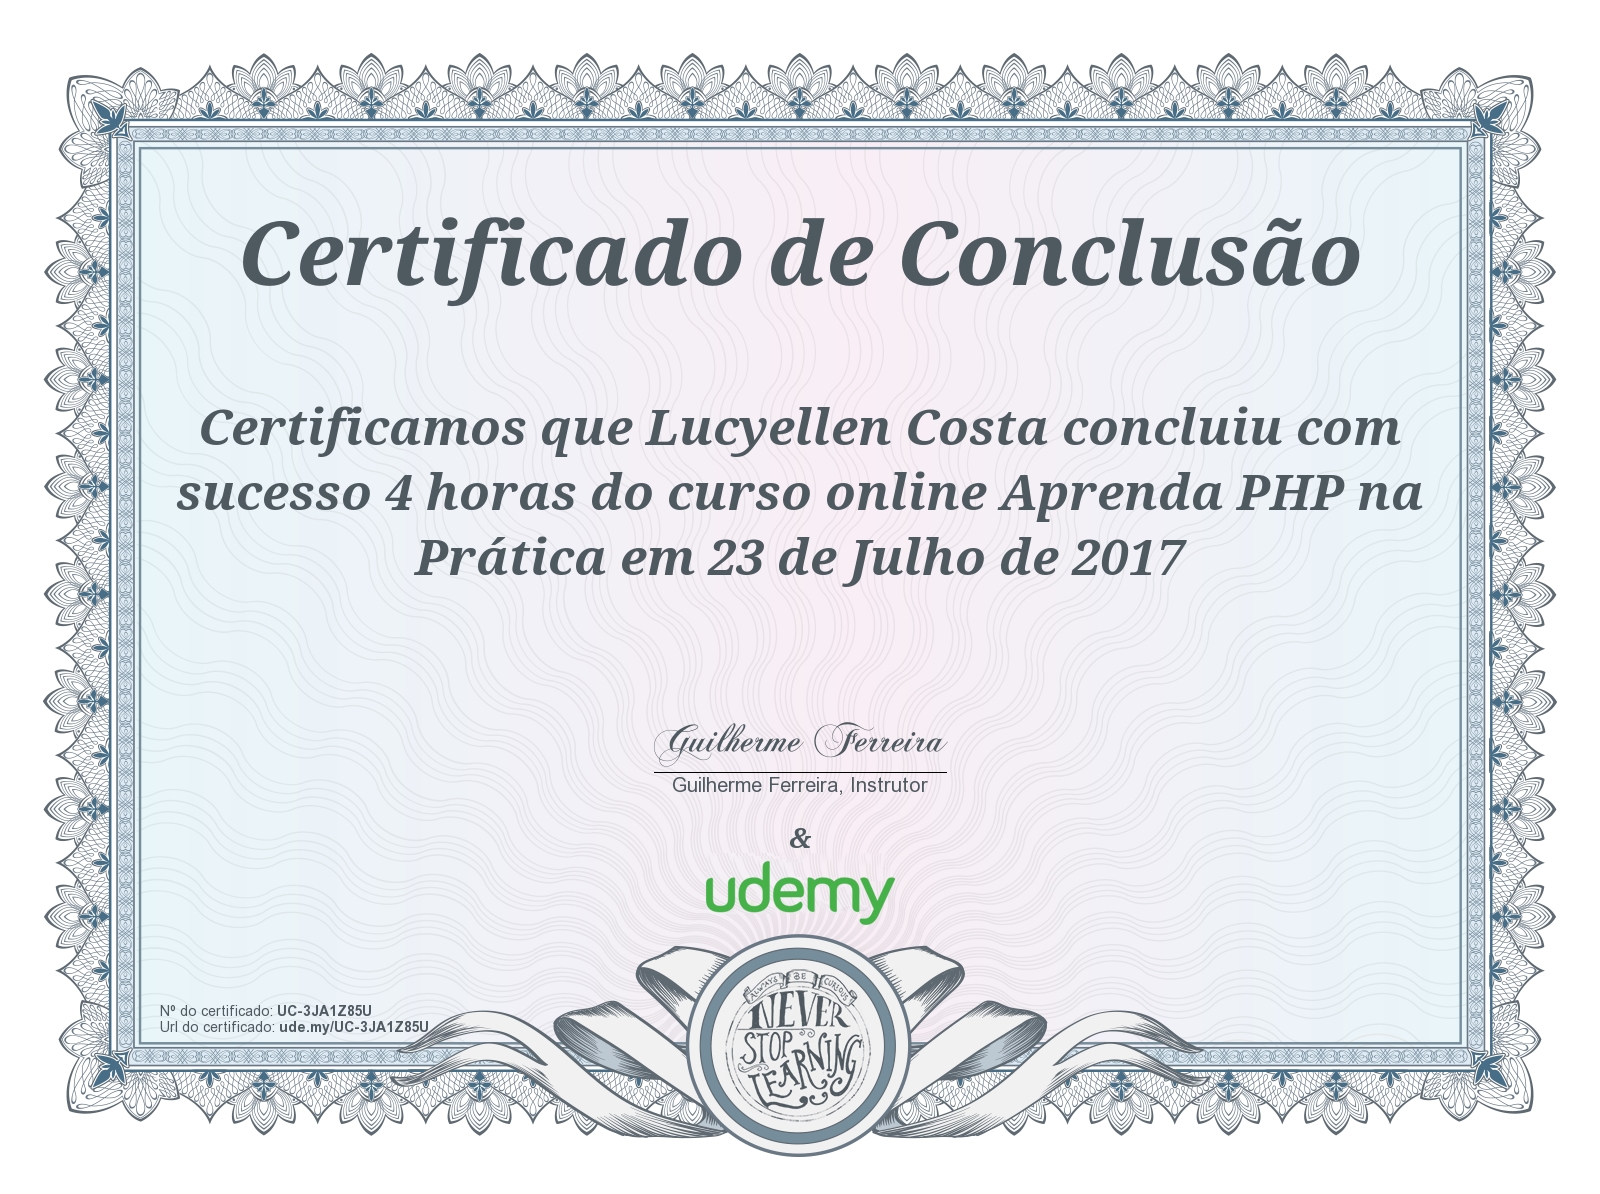 Certificado de Conclusão
Certificamos que Lucyellen Costa concluiu com
sucesso 4 horas do curso online Aprenda PHP na
Prática em 23 de Julho de 2017
Guilherme Ferreira
Guilherme Ferreira, Instrutor
&
udemy
ALWAYS BE CURIOUS
NEVER
STOP
LEARNING
Nº do certificado: UC-3JA1Z85U
Url do certificado: ude.my/UC-3JA1Z85U